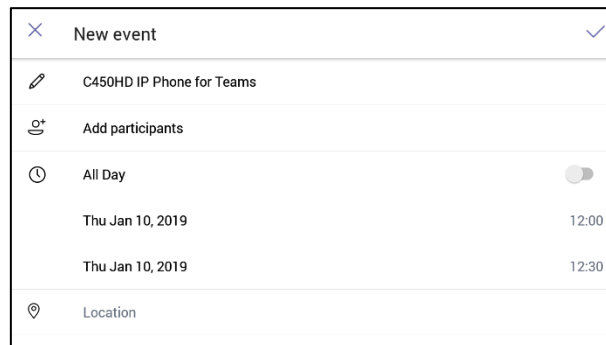 New event
C450HD IP Phone for Teams
Add participants
All Day
Thu Jan 10, 2019 12:00
Thu Jan 10, 2019 12:30
Location